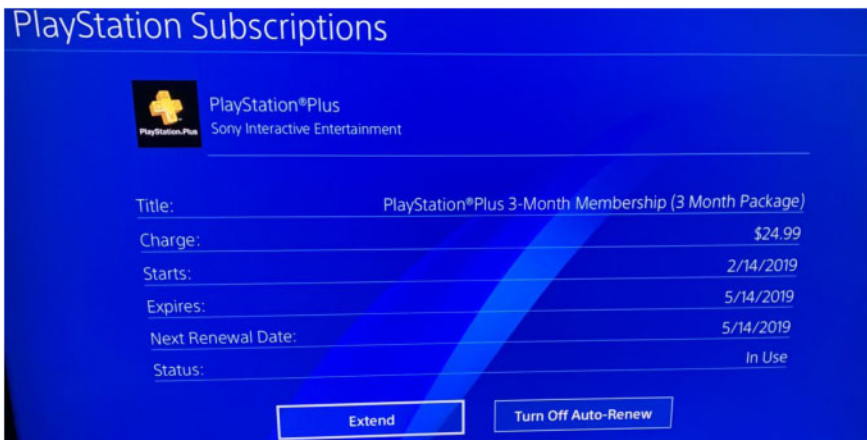 PlayStation Subscriptions
PlayStation®Plus
PlayStation.Plus
Sony Interactive Entertainment
Title: PlayStation®Plus 3-Month Membership (3 Month Package)
Charge: $24.99
Starts: 2/14/2019
Expires: 5/14/2019
Next Renewal Date: 5/14/2019
Status: In Use
Extend Turn Off Auto-Renew